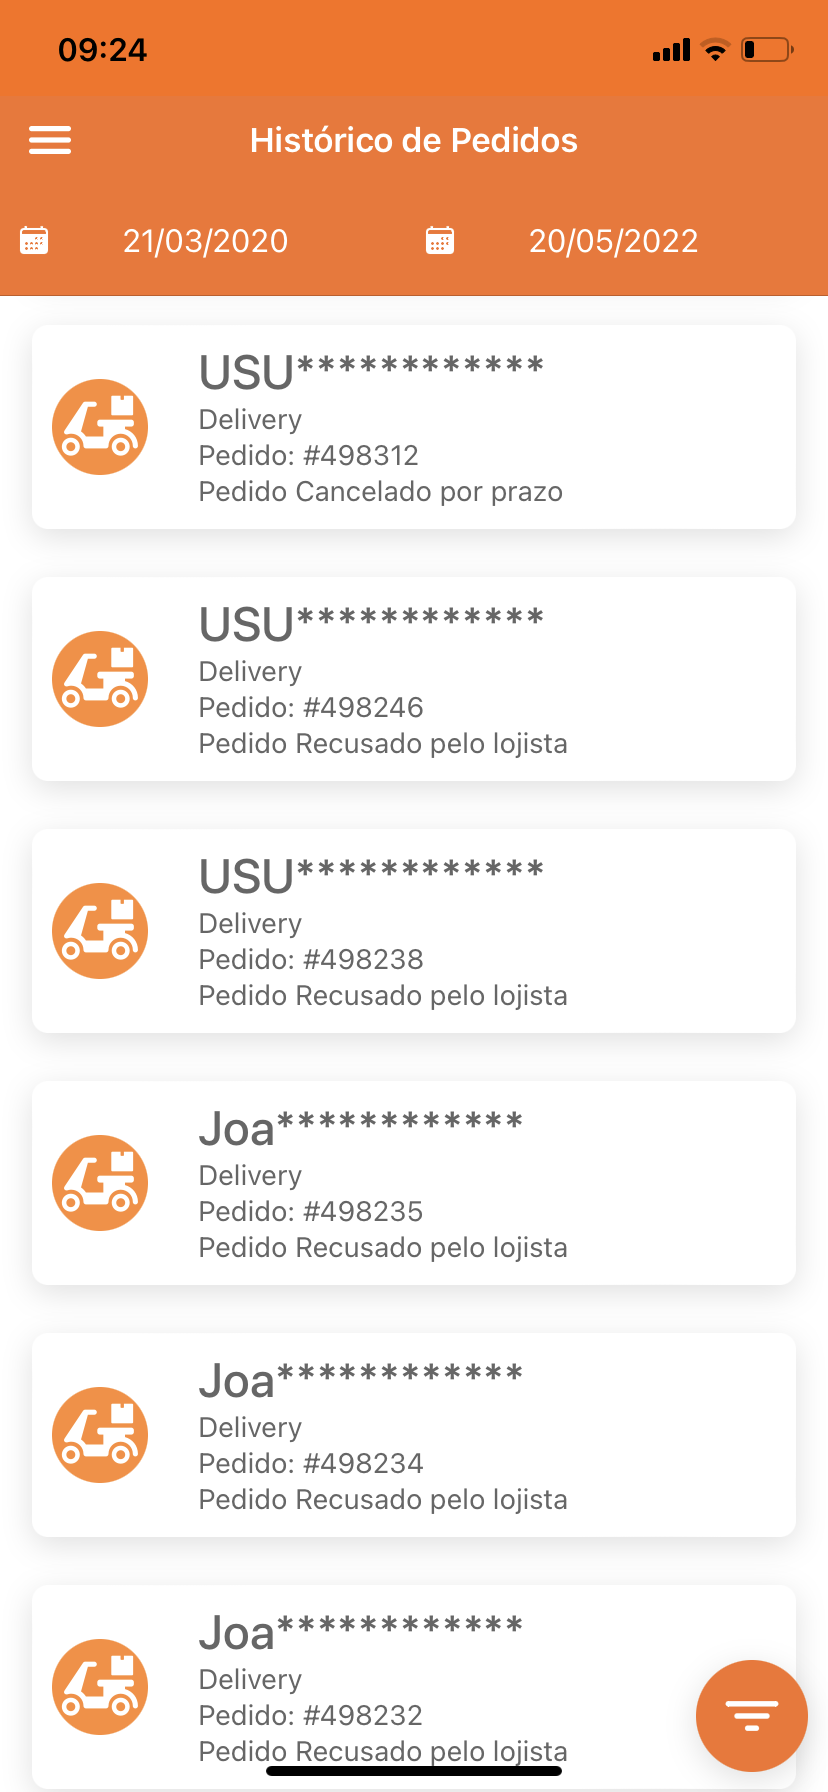 09:24
Histórico de Pedidos
21/03/2020
20/05/2022
USU************
Delivery
Pedido: #498312
Pedido Cancelado por prazo
USU************
Delivery
Pedido: #498246
Pedido Recusado pelo lojista
USU************
Delivery
Pedido: #498238
Pedido Recusado pelo lojista
Joa************
Delivery
Pedido: #498235
Pedido Recusado pelo lojista
Joa************
Delivery
Pedido: #498234
Pedido Recusado pelo lojista
Joa************
Delivery
Pedido: #498232
Pedido Recusado pelo lojista